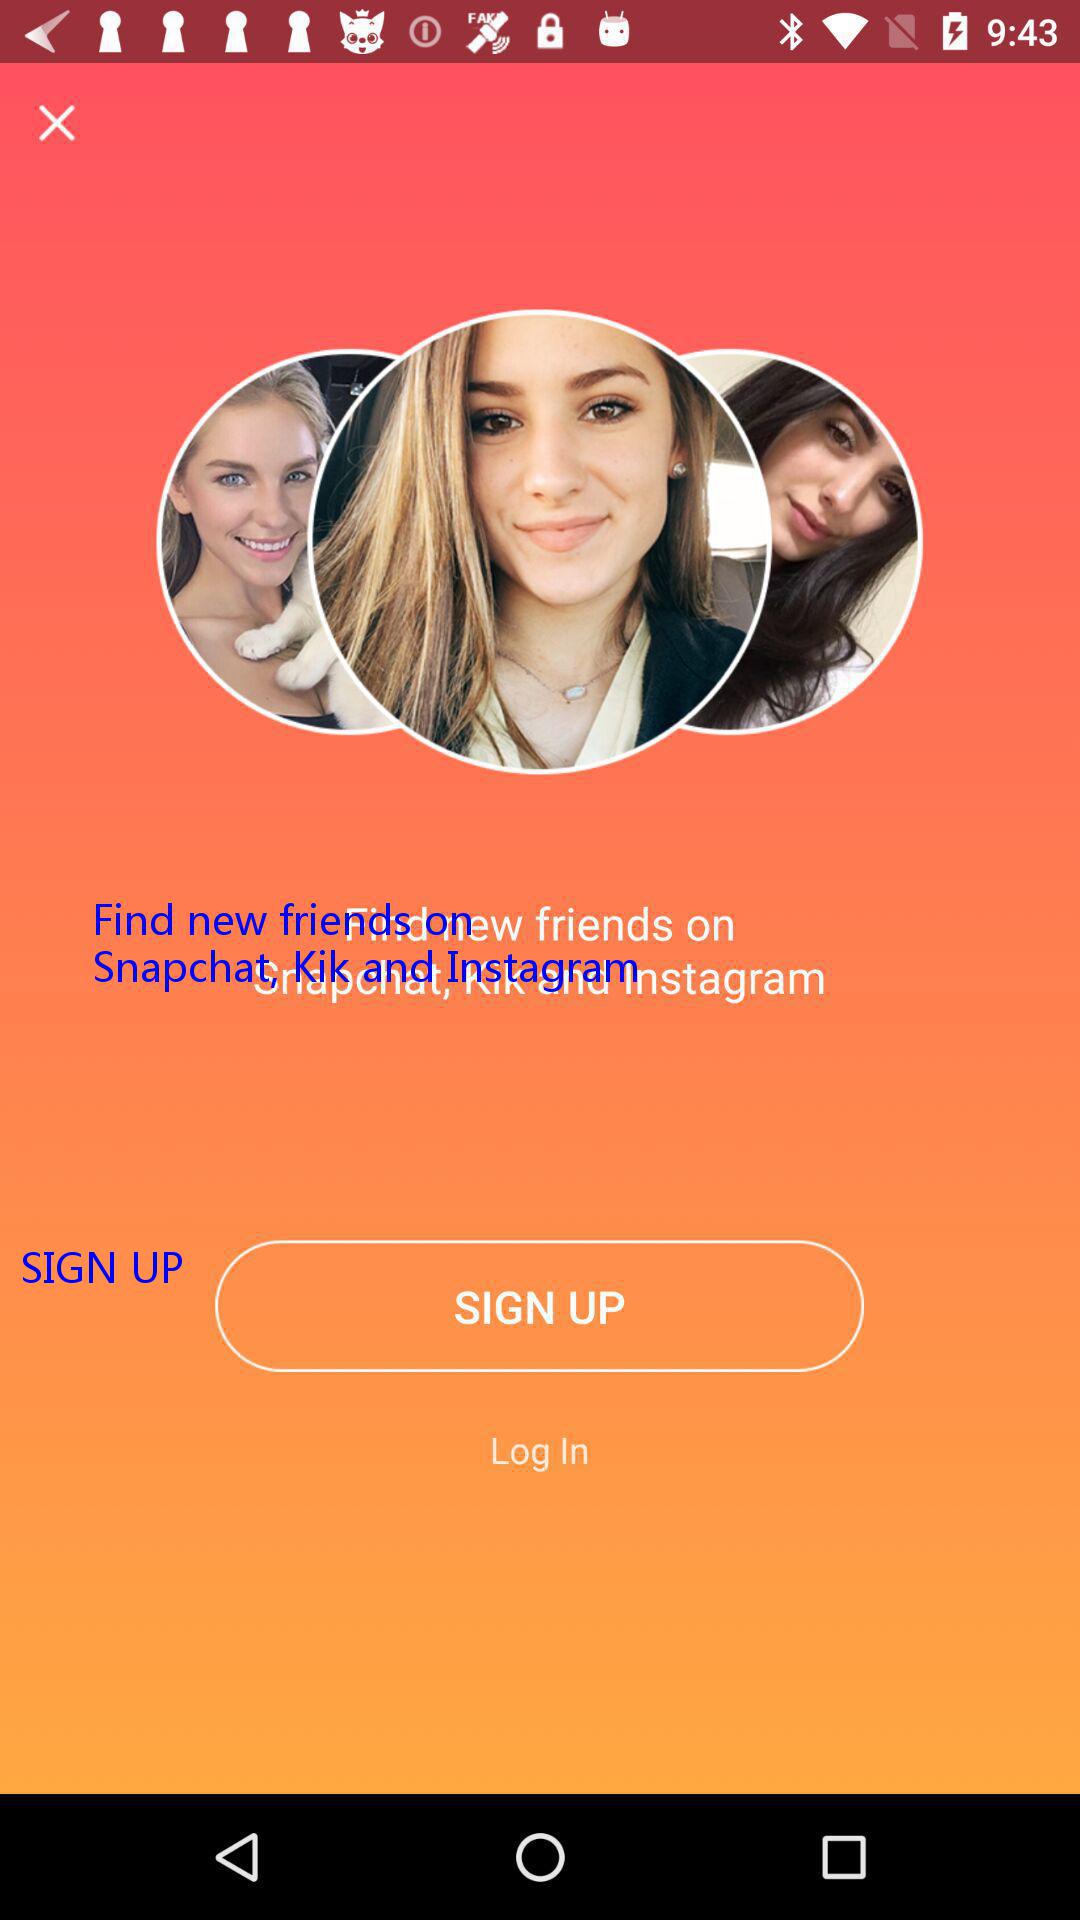 FAKE
9:43
Find new friends on
Snapchat, Kik and Instagram
Find new friends on
Snapchat, Kik and Instagram
SIGN UP
SIGN UP
Log In